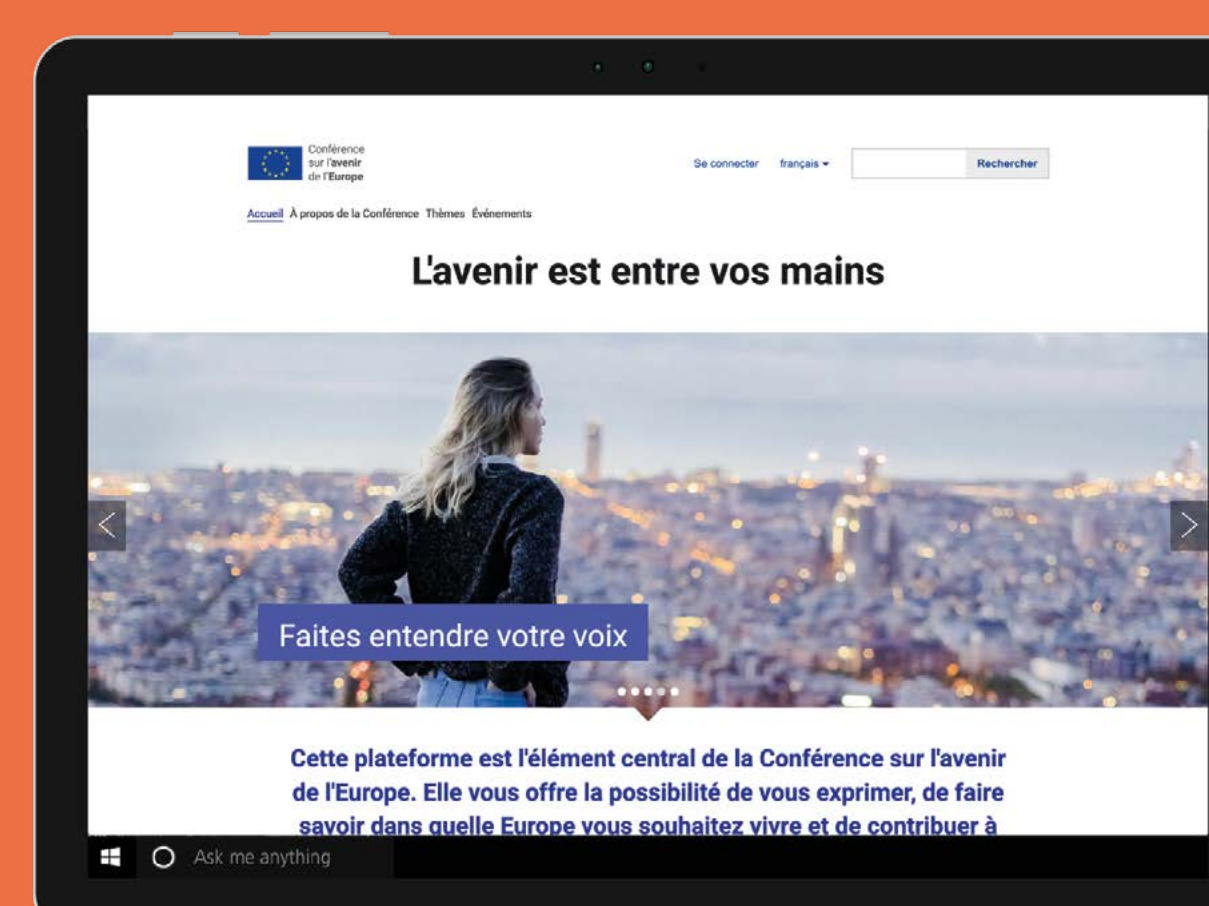 Conférence
sur l'avenir
de l'Europe
Se connecter
français
Rechercher
Accueil À propos de la Conférence Thèmes Événements
L'avenir est entre vos mains
Faites entendre votre voix
Cette plateforme est l'élément central de la Conférence sur l'avenir
de l'Europe. Elle vous offre la possibilité de vous exprimer, de faire
savoir dans quelle Europe vous souhaitez vivre et de contribuer à
Ask me anything